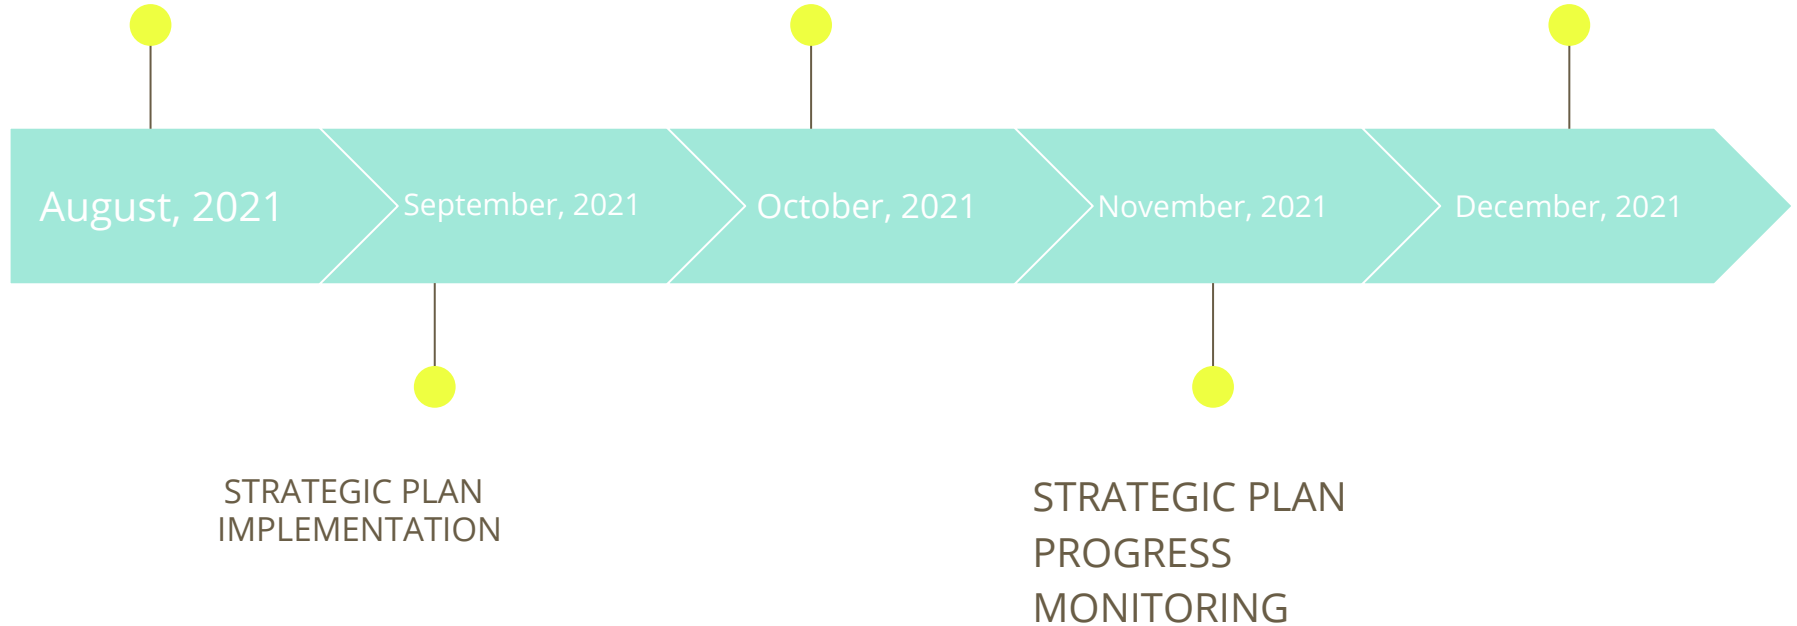 August, 2021
September, 2021
October, 2021
November, 2021
December, 2021
STRATEGIC PLAN
IMPLEMENTATION
STRATEGIC PLAN
PROGRESS
MONITORING